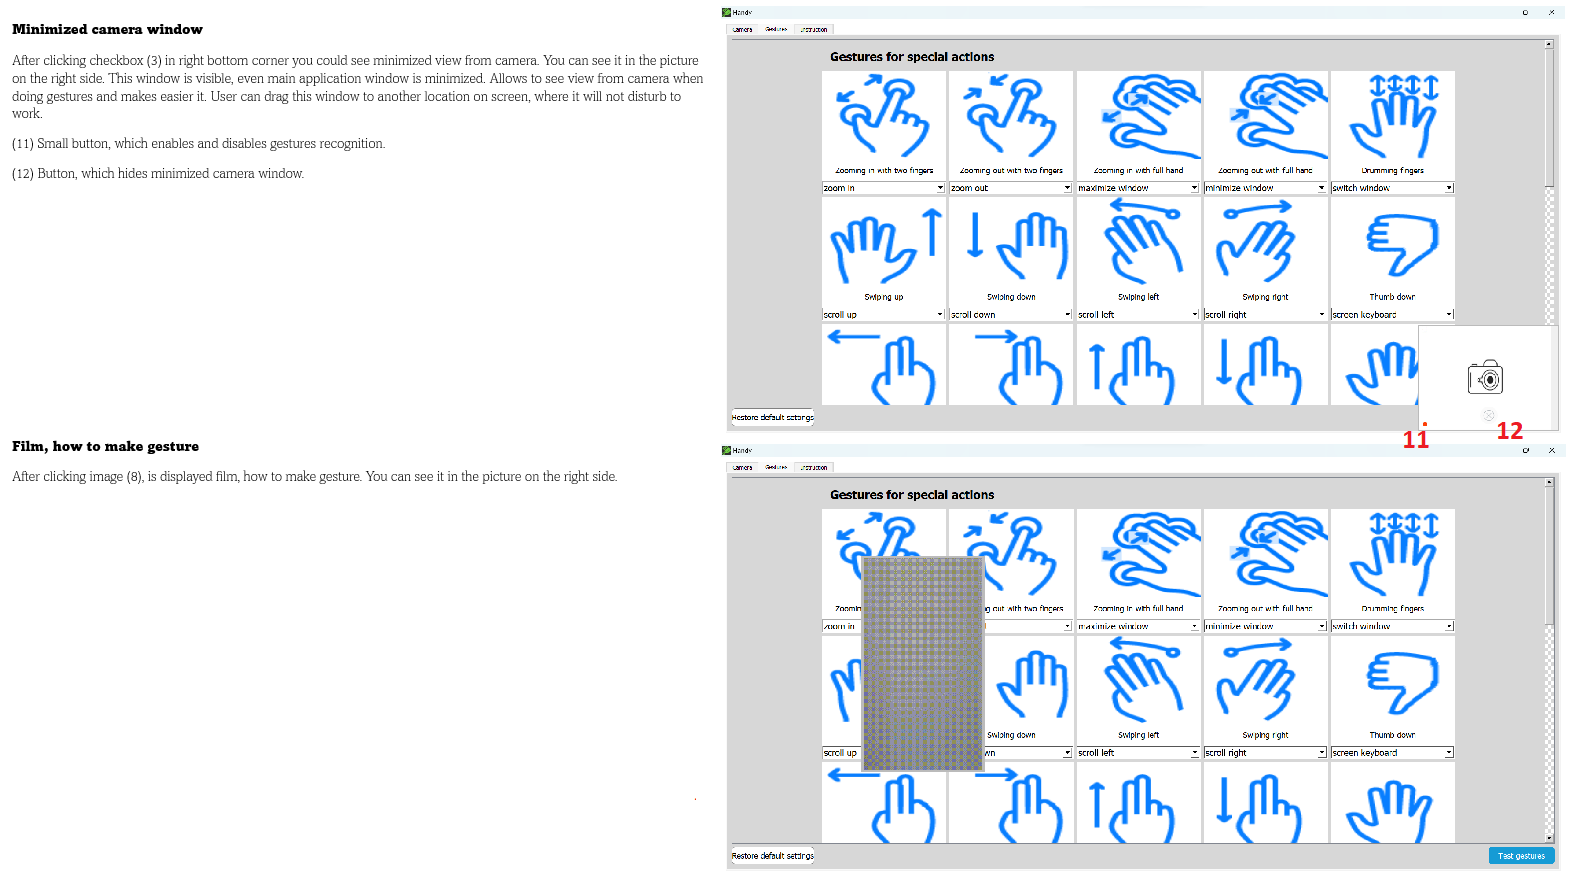 Minimized camera window
After clicking checkbox (3) in right bottom corner you could see minimized view from camera. You can see it in the picture
on the right side. This window is visible, even main application window is minimized. Allows to see view from camera when
doing gestures and makes easier it. User can drag this window to another location on screen, where it will not disturb to
work.
(11) Small button, which enables and disables gestures recognition.
(12) Button, which hides minimized camera window.
Handy
Camera Gestures Instruction
Gestures for special actions
Zooming in with two fingers Zooming out with two fingers Zooming in with full hand Zooming out with full hand Drumming fingers
zoom in zoom out maximize window minimize window switch window
Swiping up Swiping down Swiping left Swiping right Thumb down
scroll up scroll down scroll left scroll right screen keyboard
Restore default settings
11 12
Film, how to make gesture
After clicking image (8), is displayed film, how to make gesture. You can see it in the picture on the right side.
.
Handy
Camera Gestures Instruction
Gestures for special actions
Zoomin g out with two fingers Zooming in with full hand Zooming out with full hand Drumming fingers
zoom in maximize window minimize window switch window
Swiping down Swiping left Swiping right Thumb down
scroll up wn scroll left scroll right screen keyboard
Restore default settings Test gestures